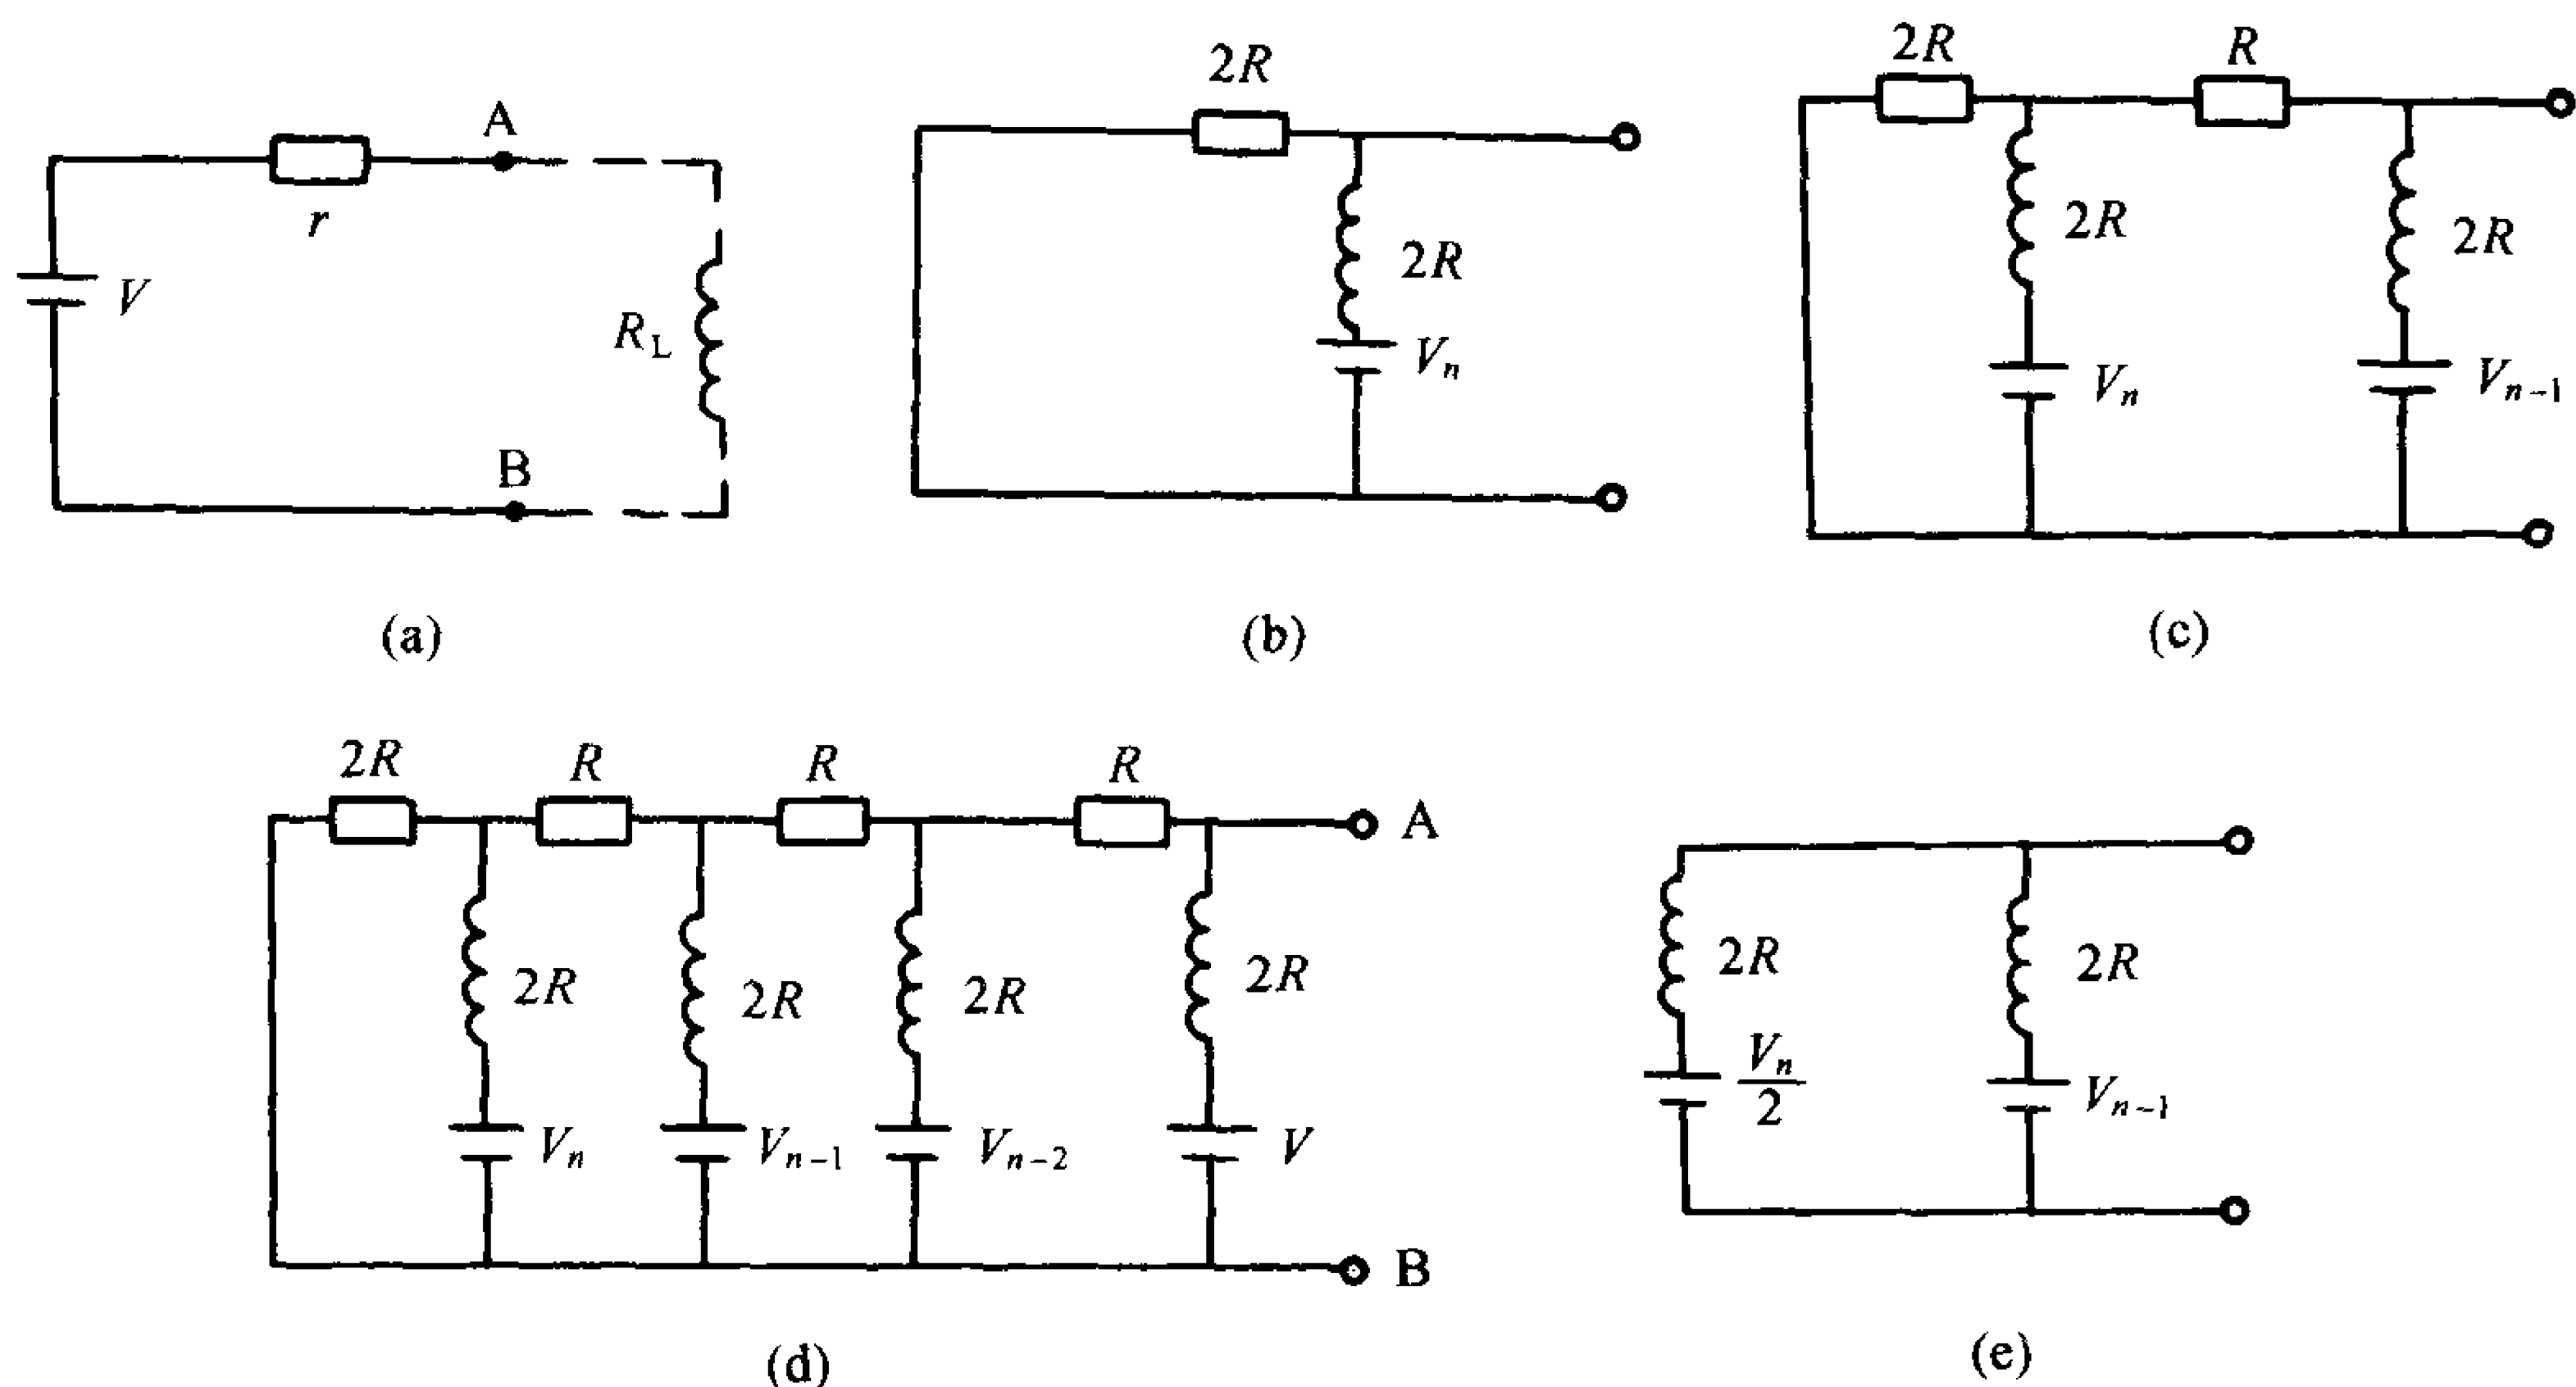 A
r
V
R_L
B
(a)
2R
2R
V_n
(b)
2R
R
2R
2R
V_n
V_{n-1}
(c)
2R
R
R
R
A
2R
2R
2R
2R
V_n
V_{n-1}
V_{n-2}
V
B
(d)
2R
2R
V_n/2
V_{n-1}
(e)